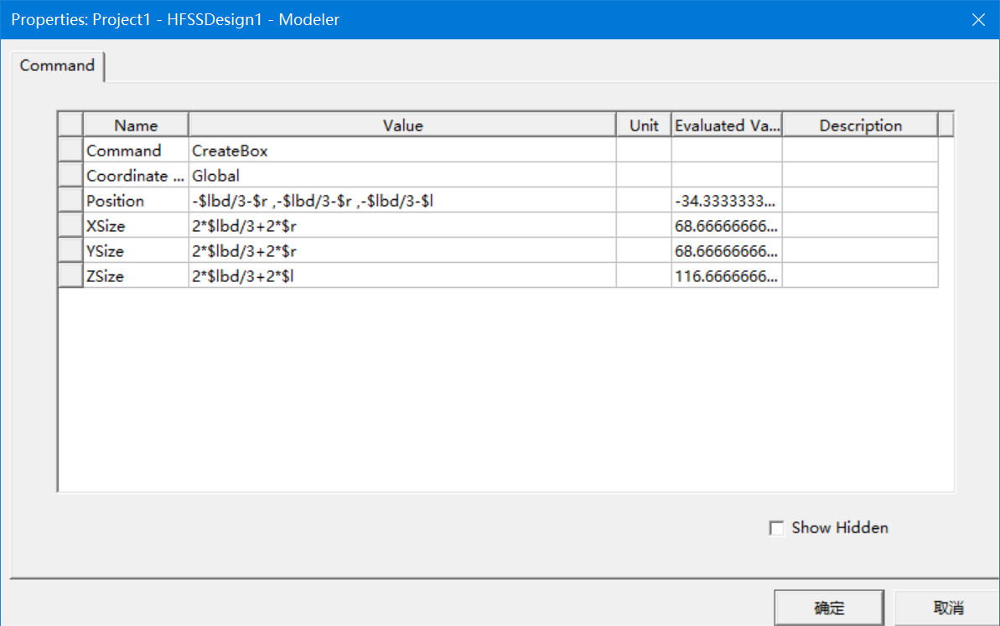 Properties: Project1 - HFSSDesign1 - Modeler
Command
Name Value Unit Evaluated Va... Description
Command CreateBox
Coordinate ... Global
Position -$lbd/3-$r ,-$lbd/3-$r ,-$lbd/3-$l -34.3333333...
XSize 2*$lbd/3+2*$r 68.66666666...
YSize 2*$lbd/3+2*$r 68.66666666...
ZSize 2*$lbd/3+2*$l 116.6666666...
Show Hidden
确定 取消